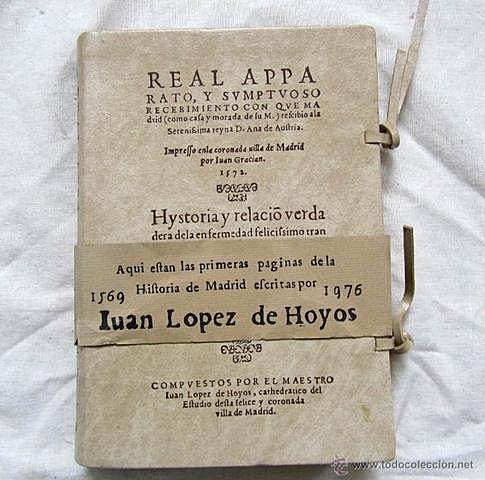 REAL APPA
RATO, Y SVMPTVOSO
RECEBIMIENTO CON QVE MA
drid (como casa y morada de su M.) rescibio ala
Serenissima reyna D. Ana de Austria.
Impresso enla coronada uilla de Madrid
por Iuan Gracian.
1572.
Hystoria y relaciō verda
dera dela enfermedad felicissimo tran
Aqui estan las primeras paginas de la
1569 Historia de Madrid escritas por 1976
Iuan Lopez de Hoyos
COMPVESTOS POR EL MAESTRO
Iuan Lopez de Hoyos, cathedratico del
Estudio desta felice y coronada
villa de Madrid.
www.todocoleccion.net